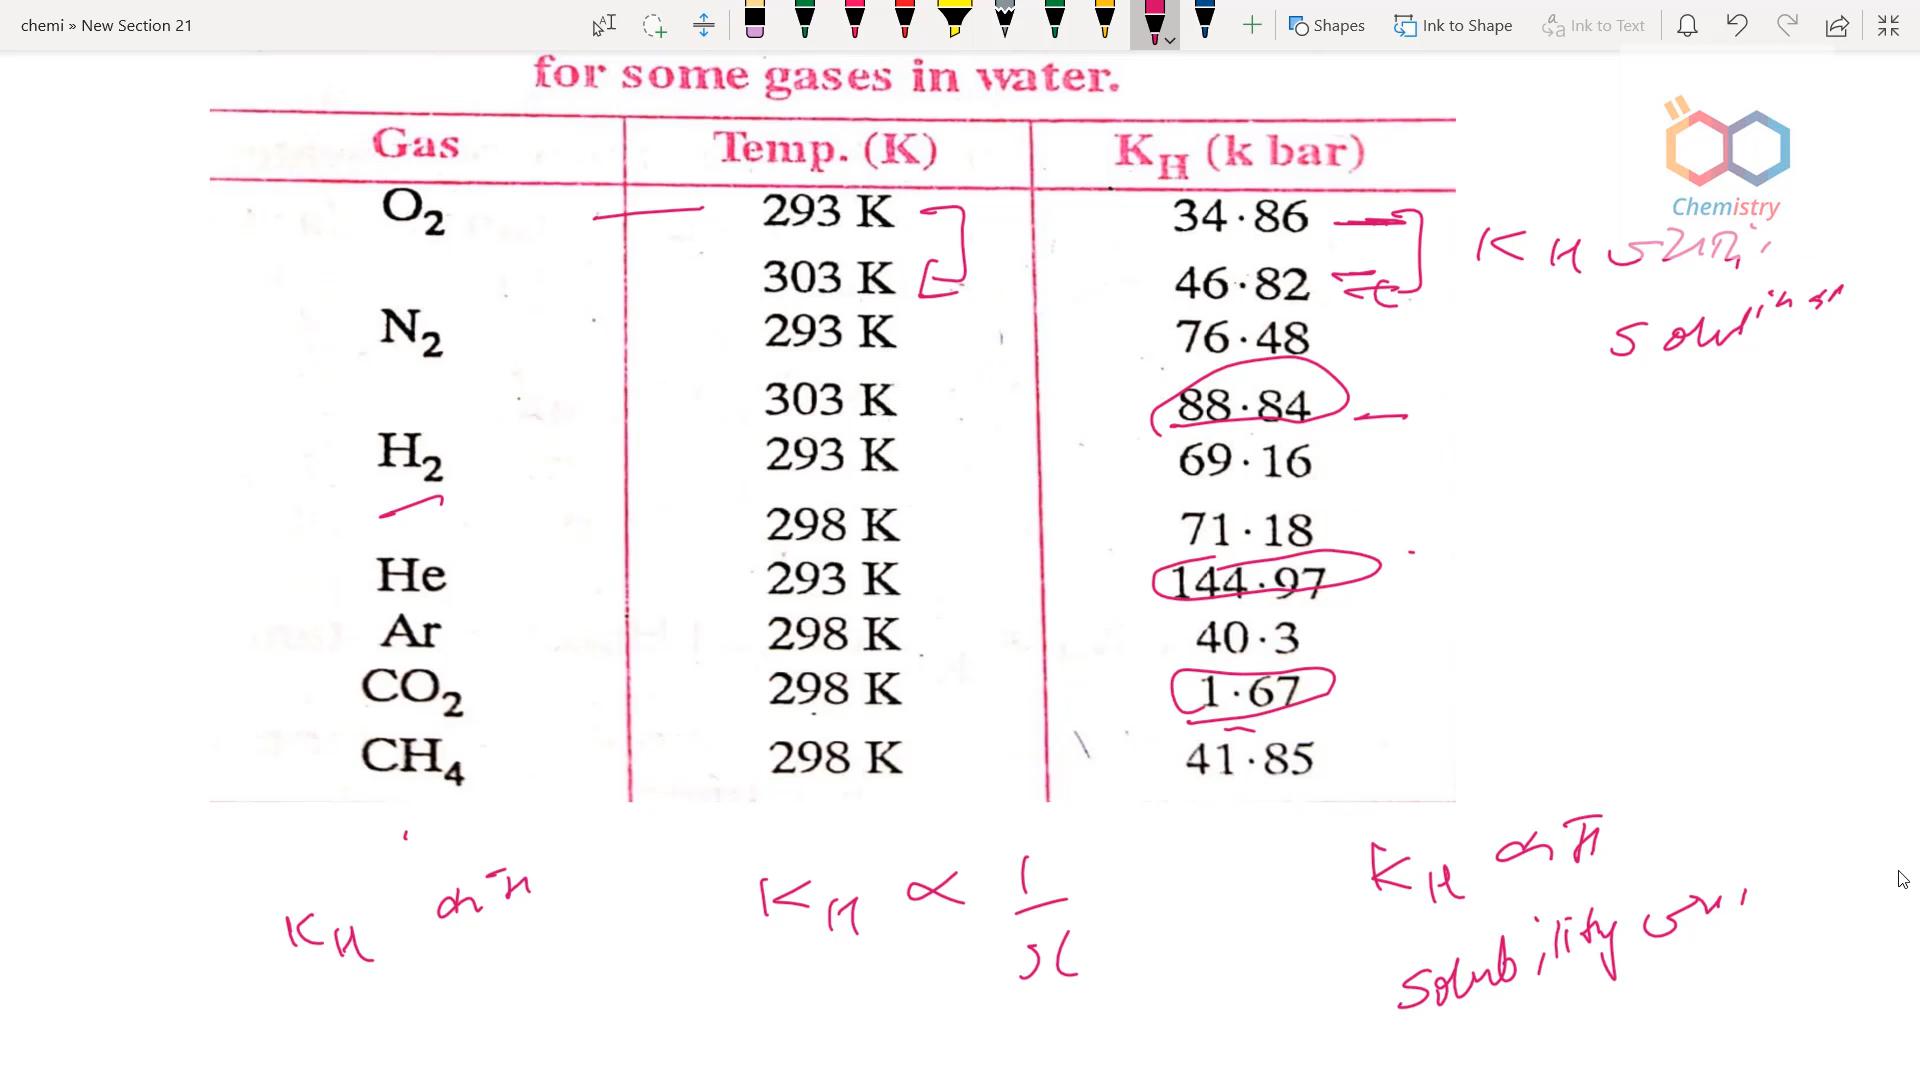 chemi » New Section 21
Shapes Ink to Shape Ink to Text
for some gases in water.
Gas Temp. (K) K_H (k bar)
O₂ 293 K 34·86
303 K 46·82
N₂ 293 K 76·48
303 K 88·84
H₂ 293 K 69·16
298 K 71·18
He 293 K 144·97
Ar 298 K 40·3
CO₂ 298 K 1·67
CH₄ 298 K 41·85
Chemistry
K_H
K_H
K_H ∝ 1/x
K_H
solubility